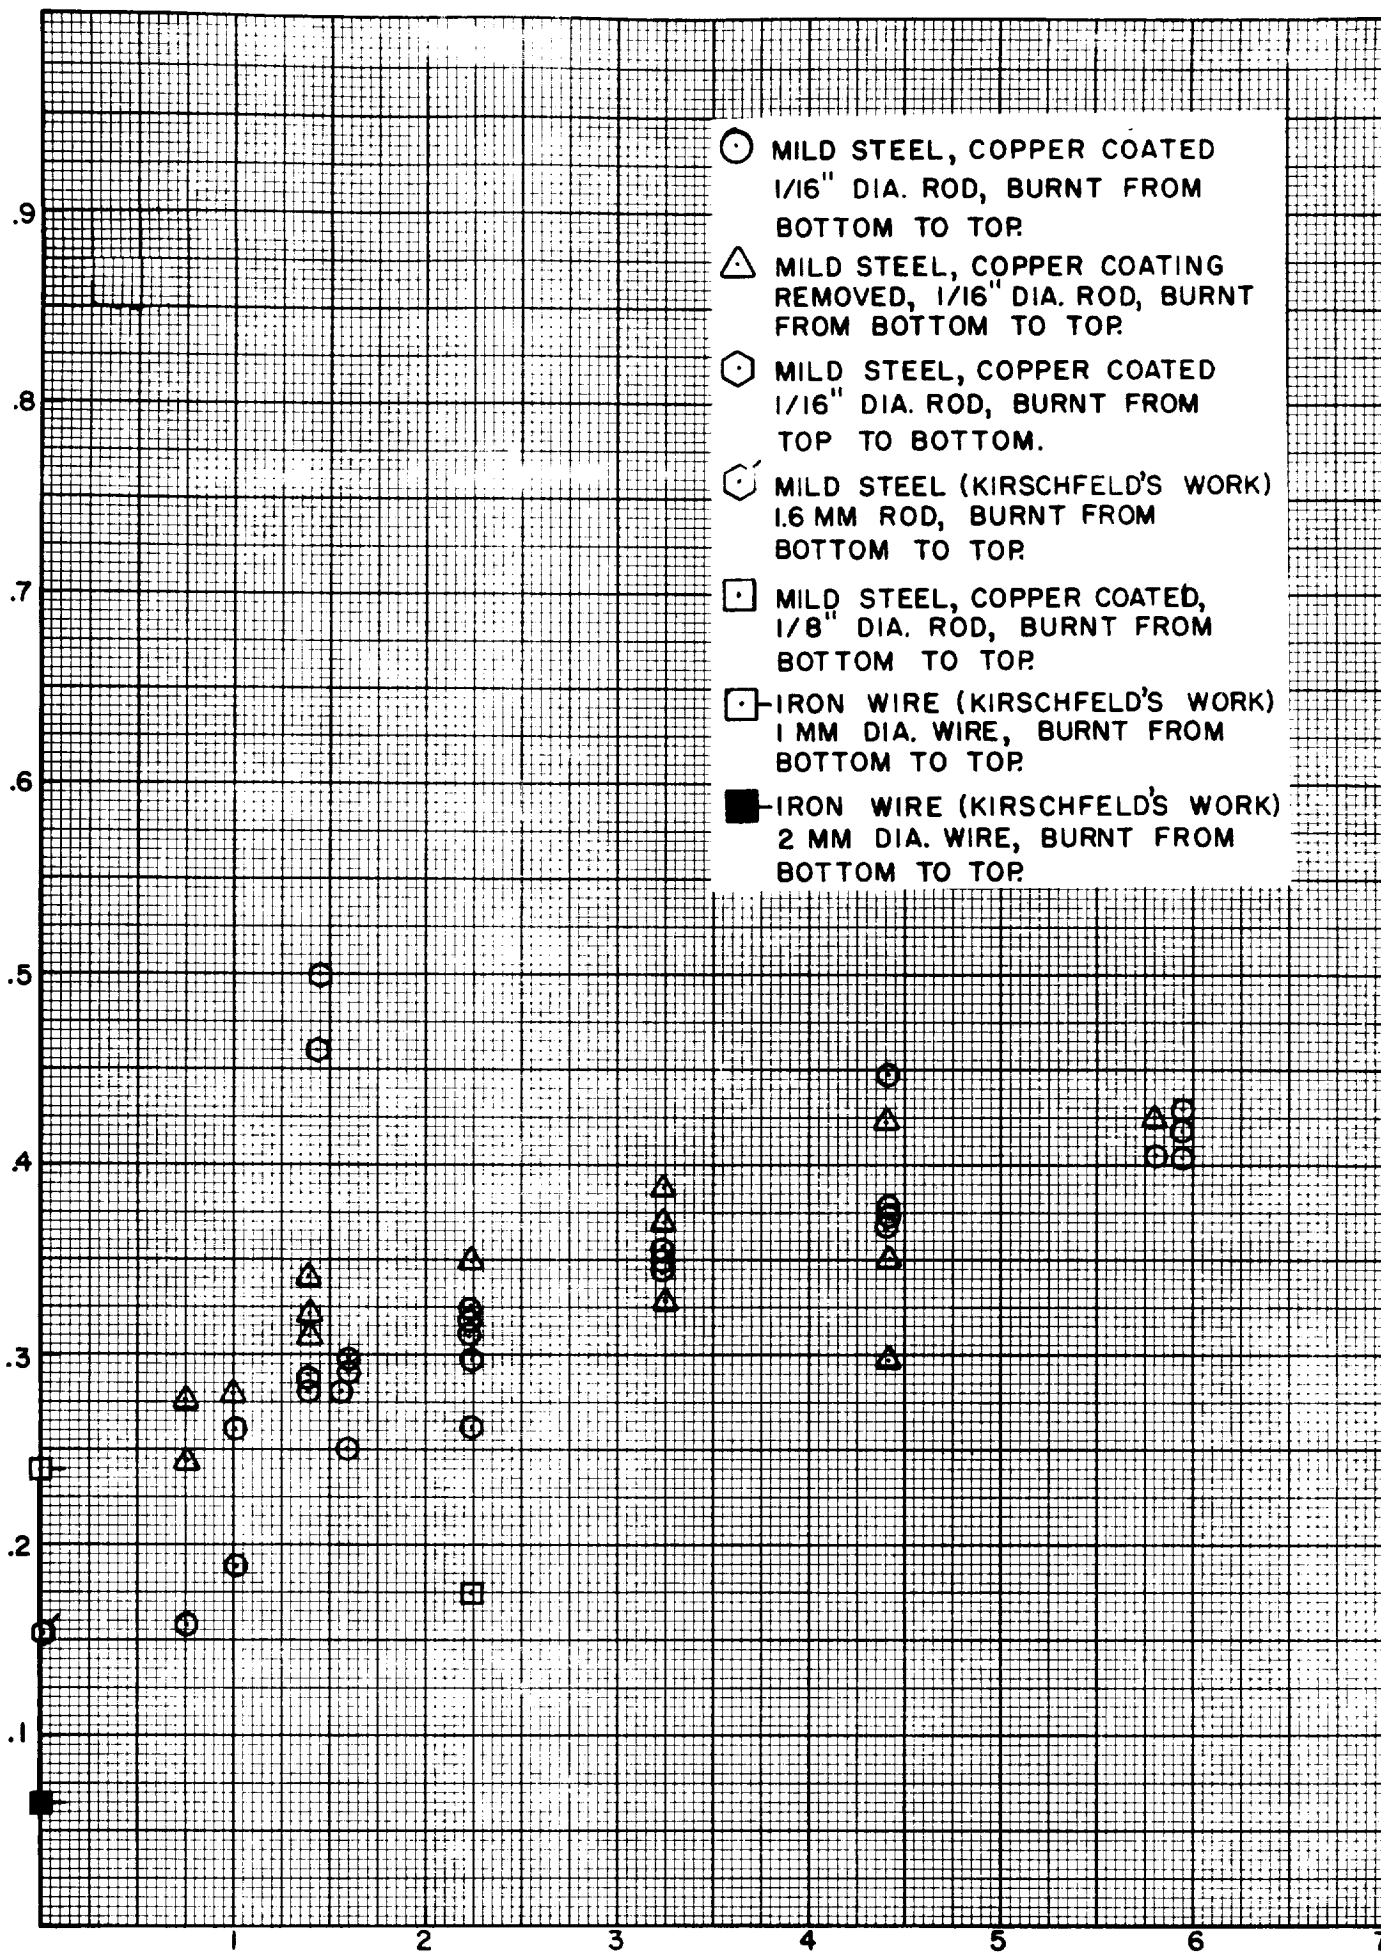 MILD STEEL, COPPER COATED
1/16" DIA. ROD, BURNT FROM
BOTTOM TO TOP.
MILD STEEL, COPPER COATING
REMOVED, 1/16" DIA. ROD, BURNT
FROM BOTTOM TO TOP.
MILD STEEL, COPPER COATED
1/16" DIA. ROD, BURNT FROM
TOP TO BOTTOM.
MILD STEEL (KIRSCHFELD'S WORK)
1.6 MM ROD, BURNT FROM
BOTTOM TO TOP.
MILD STEEL, COPPER COATED,
1/8" DIA. ROD, BURNT FROM
BOTTOM TO TOP.
IRON WIRE (KIRSCHFELD'S WORK)
1 MM DIA. WIRE, BURNT FROM
BOTTOM TO TOP.
IRON WIRE (KIRSCHFELD'S WORK)
2 MM DIA. WIRE, BURNT FROM
BOTTOM TO TOP.
.9
.8
.7
.6
.5
.4
.3
.2
.1
1 2 3 4 5 6 7